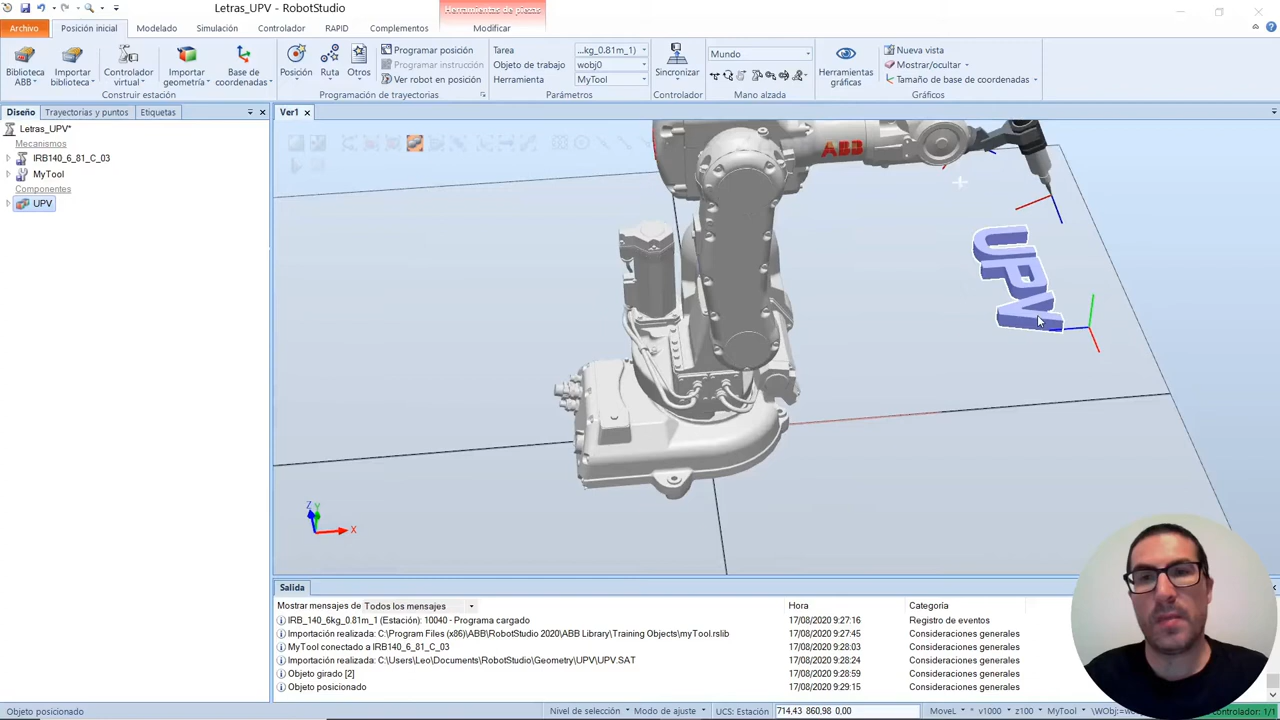 Letras_UPV - RobotStudio
Herramientas de piezas
Archivo Posición inicial Modelado Simulación Controlador RAPID Complementos Modificar
Biblioteca ABB
Importar biblioteca
Controlador virtual
Importar geometría
Base de coordenadas
Construir estación
Posición
Ruta
Otros
Programar posición
Programar instrucción
Ver robot en posición
Programación de trayectorias
Tarea ...kg_0.81m_1)
Objeto de trabajo wobj0
Herramienta MyTool
Parámetros
Sincronizar
Controlador
Mundo
Mano alzada
Herramientas gráficas
Nueva vista
Mostrar/ocultar
Tamaño de base de coordenadas
Gráficos
Diseño Trayectorias y puntos Etiquetas
Ver1
Letras_UPV*
Mecanismos
IRB140_6_81_C_03
MyTool
Componentes
UPV
ABB
UPV
Z Y X
Salida
Mostrar mensajes de Todos los mensajes Hora Categoría
IRB_140_6kg_0.81m_1 (Estación): 10040 - Programa cargado 17/08/2020 9:27:16 Registro de eventos
Importación realizada: C:\Program Files (x86)\ABB\RobotStudio 2020\ABB Library\Training Objects\myTool.rslib 17/08/2020 9:27:45 Consideraciones generales
MyTool conectado a IRB140_6_81_C_03 17/08/2020 9:28:03 Consideraciones generales
Importación realizada: C:\Users\Leo\Documents\RobotStudio\Geometry\UPV\UPV.SAT 17/08/2020 9:28:24 Consideraciones generales
Objeto girado [2] 17/08/2020 9:28:59 Consideraciones generales
Objeto posicionado 17/08/2020 9:29:15 Consideraciones generales
Objeto posicionado Nivel de selección Modo de ajuste UCS: Estación 714,43 860,98 0,00 MoveL * v1000 z100 MyTool \WObj:=wo controlador: 1/1